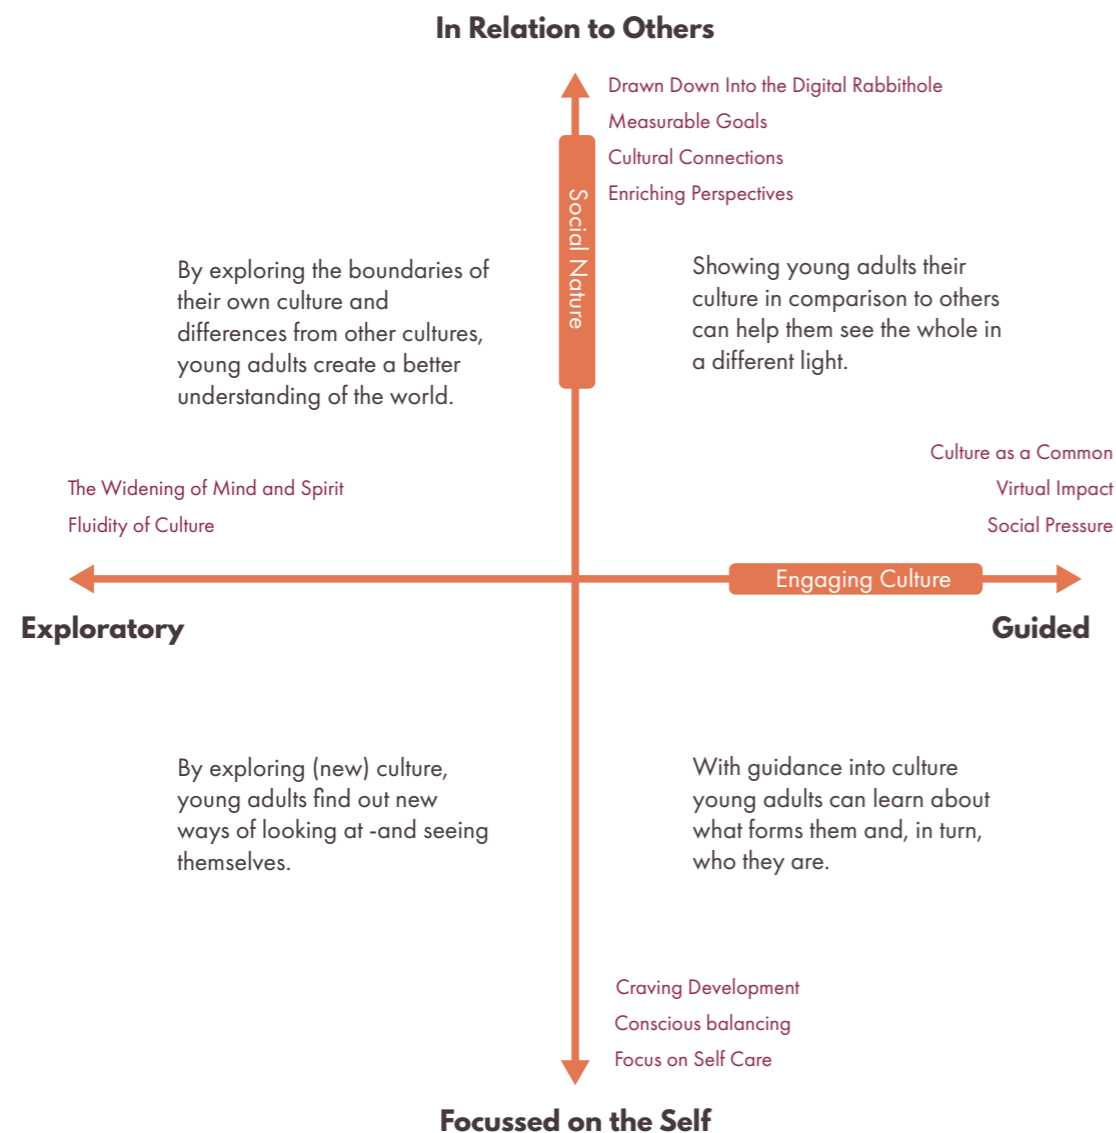 In Relation to Others
Drawn Down Into the Digital Rabbithole
Measurable Goals
Cultural Connections
Enriching Perspectives
Social Nature
By exploring the boundaries of
their own culture and
differences from other cultures,
young adults create a better
understanding of the world.
Showing young adults their
culture in comparison to others
can help them see the whole in
a different light.
The Widening of Mind and Spirit
Fluidity of Culture
Culture as a Common
Virtual Impact
Social Pressure
Engaging Culture
Exploratory
Guided
By exploring (new) culture,
young adults find out new
ways of looking at -and seeing
themselves.
With guidance into culture
young adults can learn about
what forms them and, in turn,
who they are.
Craving Development
Conscious balancing
Focus on Self Care
Focussed on the Self